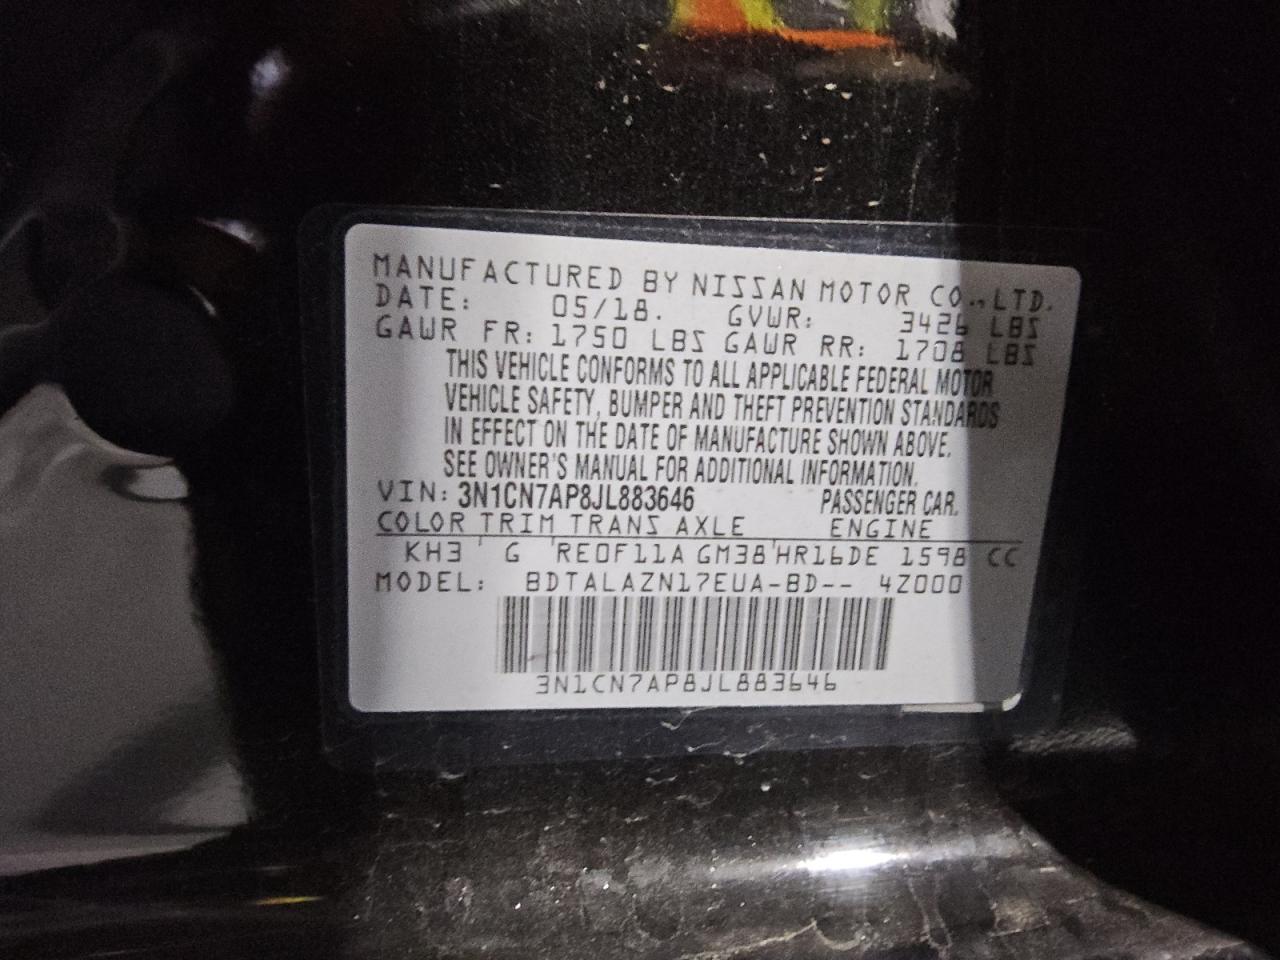 MANUFACTURED BY NISSAN MOTOR CO.,LTD.
DATE: 05/18. GVWR: 3426 LBS
GAWR FR: 1750 LBS GAWR RR: 1708 LBS
THIS VEHICLE CONFORMS TO ALL APPLICABLE FEDERAL MOTOR
VEHICLE SAFETY, BUMPER AND THEFT PREVENTION STANDARDS
IN EFFECT ON THE DATE OF MANUFACTURE SHOWN ABOVE.
SEE OWNER'S MANUAL FOR ADDITIONAL INFORMATION.
VIN: 3N1CN7AP8JL883646 PASSENGER CAR.
COLOR TRIM TRANS AXLE ENGINE
KH3 ' G 'RE0F11A GM38'HR16DE 1598 CC
MODEL: BDTALAZN17EUA-BD-- 4Z000
3N1CN7AP8JL883646